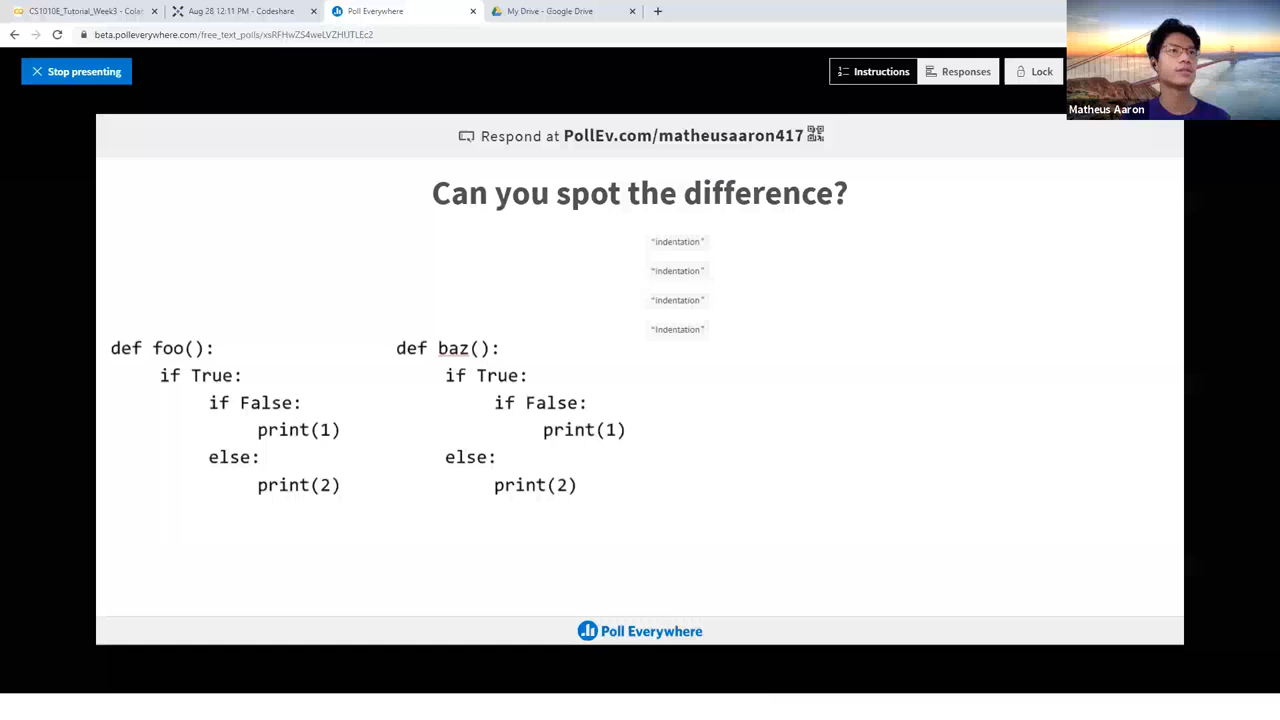 CS1010E_Tutorial_Week3 - Colab
Aug 28 12:11 PM - Codeshare
Poll Everywhere
My Drive - Google Drive
beta.polleverywhere.com/free_text_polls/xsRFHwZS4weLVZHUTLEc2
Stop presenting
Instructions
Responses
Lock
Matheus Aaron
Respond at PollEv.com/matheusaaron417
Can you spot the difference?
"indentation"
"indentation"
"Indentation"
"Indentation"
def foo():
if True:
if False:
print(1)
else:
print(2)
def baz():
if True:
if False:
print(1)
else:
print(2)
Poll Everywhere